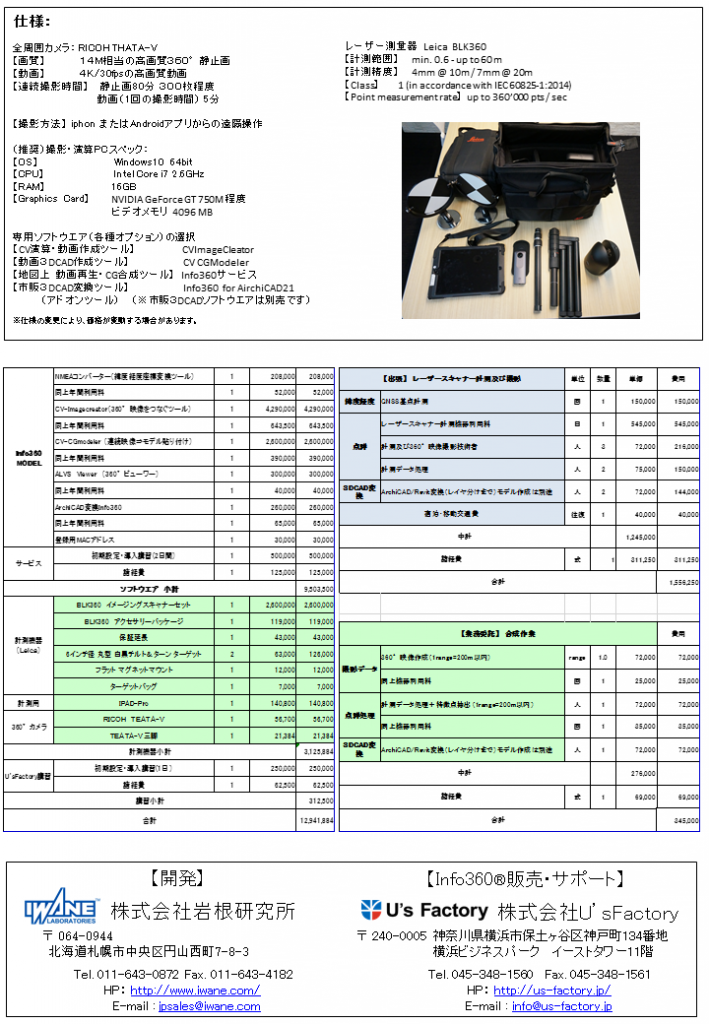 仕様:
全周囲カメラ: RICOH THATA-V
【画質】 14M相当の高画質360°静止画
【動画】 4K/30fpsの高画質動画
【連続撮影時間】 静止画80分 300枚程度
動画(1回の撮影時間) 5分
【撮影方法】 iphon またはAndroidアプリからの遠隔操作
(推奨)撮影・演算PCスペック:
【OS】 Windows10 64bit
【CPU】 Intel Core i7 2.6GHz
【RAM】 16GB
【Graphics Card】 NVIDIA GeForce GT 750M 程度
ビデオメモリ 4096 MB
専用ソフトウエア(各種オプション)の選択
【CV演算・動画作成ツール】 CVImageCleator
【動画3DCAD作成ツール】 CV CGModeler
【地図上 動画再生・CG合成ツール】 Info360サービス
【市販3DCAD変換ツール】 Info360 for AirchiCAD21
(アドオンツール) (※市販3DCADソフトウエアは別売です)
※仕様の変更により、価格が変動する場合があります。
レーザー測量器 Leica BLK360
【計測範囲】 min. 0.6 - up to 60m
【計測精度】 4mm @ 10m / 7mm @ 20m
【Class】 1 (in accordance with IEC 60825-1:2014)
【Point measurement rate】 up to 360'000 pts / sec
Info360 MODEL
NMEAコンバーター(緯度経度座標変換ツール) 1 208,000 208,000
同上年間利用料 1 52,000 52,000
CV-Imagecreator(360°映像をつなぐツール) 1 4,290,000 4,290,000
同上年間利用料 1 643,500 643,500
CV-CGmodeler (連続映像⇒モデル貼り付け) 1 2,600,000 2,600,000
同上年間利用料 1 390,000 390,000
ALVS Viewer (360°ビューワー) 1 300,000 300,000
同上年間利用料 1 40,000 40,000
ArchiCAD変換Info360 1 260,000 260,000
同上年間利用料 1 65,000 65,000
登録用MACアドレス 1 30,000 30,000
サービス
初期設定・導入講習(2日間) 1 500,000 500,000
諸経費 1 125,000 125,000
ソフトウエア 小計 9,503,500
計測機器 (Leica)
BLK360 イメージングスキャナーセット 1 2,600,000 2,600,000
BLK360 アクセサリーパッケージ 1 119,000 119,000
保証延長 1 43,000 43,000
6インチ径 丸型 白黒チルト&ターン ターゲット 2 63,000 126,000
フラット マグネットマウント 1 12,000 12,000
ターゲットバッグ 1 7,000 7,000
計測用 IPAD-Pro 1 140,800 140,800
360°カメラ
RICOH TEATA-V 1 56,700 56,700
TEATA-V三脚 1 21,384 21,384
計測機器小計 3,125,884
U'sFactory講習
初期設定・導入講習(1日) 1 250,000 250,000
諸経費 1 62,500 62,500
講習小計 312,500
合計 12,941,884
【出張】 レーザースキャナー計測及び撮影 単位 数量 単価 費用
緯度経度 GNSS基点計測 回 1 150,000 150,000
点群
レーザースキャナー計測機器利用料 日 1 545,000 545,000
計測及び360°映像撮影技術者 人 3 72,000 216,000
計測データ処理 人 2 75,000 150,000
3DCAD変換 ArchiCAD/Revit変換(レイヤ分けまで)モデル作成は別途 人 2 72,000 144,000
宿泊・移動交通費 往復 1 40,000 40,000
中計 1,245,000
諸経費 式 1 311,250 311,250
合計 1,556,250
【業務委託】 合成作業 費用
撮影データ
360°映像作成(1range=200m以内) range 1.0 72,000 72,000
同上機器利用料 回 25,000 25,000
点群処理
計測データ処理+特徴点抽出(1range=200m以内) 人 1 72,000 72,000
同上機器利用料 回 35,000 35,000
3DCAD変換 ArchiCAD/Revit変換(レイヤ分けまで)モデル作成は別途 人 1 72,000 72,000
中計 276,000
諸経費 式 1 69,000 69,000
合計 345,000
【開発】
IWANE LABORATORIES 株式会社岩根研究所
〒 064-0944
北海道札幌市中央区円山西町7-8-3
Tel. 011-643-0872 Fax. 011-643-4182
HP: http://www.iwane.com/
E-mail : jpsales@iwane.com
【Info360®販売・サポート】
U's Factory 株式会社U'sFactory
〒 240-0005 神奈川県横浜市保土ヶ谷区神戸町134番地
横浜ビジネスパーク イーストタワー11階
Tel. 045-348-1560 Fax. 045-348-1561
HP: http://us-factory.jp/
E-mail : info@us-factory.jp